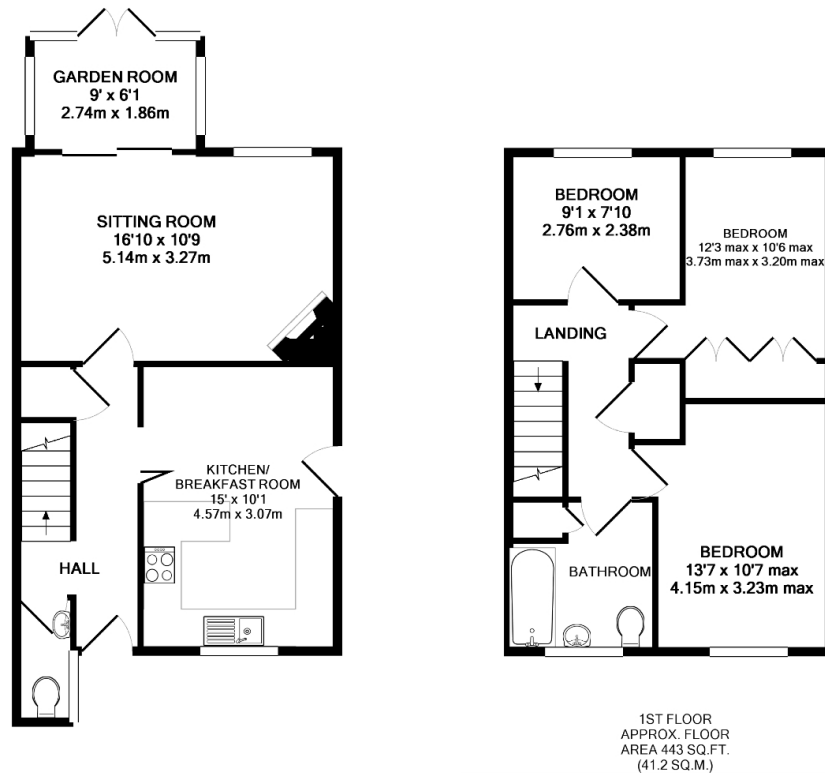 GARDEN ROOM
9' x 6'1
2.74m x 1.86m
SITTING ROOM
16'10 x 10'9
5.14m x 3.27m
KITCHEN/
BREAKFAST ROOM
15' x 10'1
4.57m x 3.07m
HALL
BEDROOM
9'1 x 7'10
2.76m x 2.38m
BEDROOM
12'3 max x 10'6 max
3.73m max x 3.20m max
LANDING
BATHROOM
BEDROOM
13'7 x 10'7 max
4.15m x 3.23m max
1ST FLOOR
APPROX. FLOOR
AREA 443 SQ.FT.
(41.2 SQ.M.)